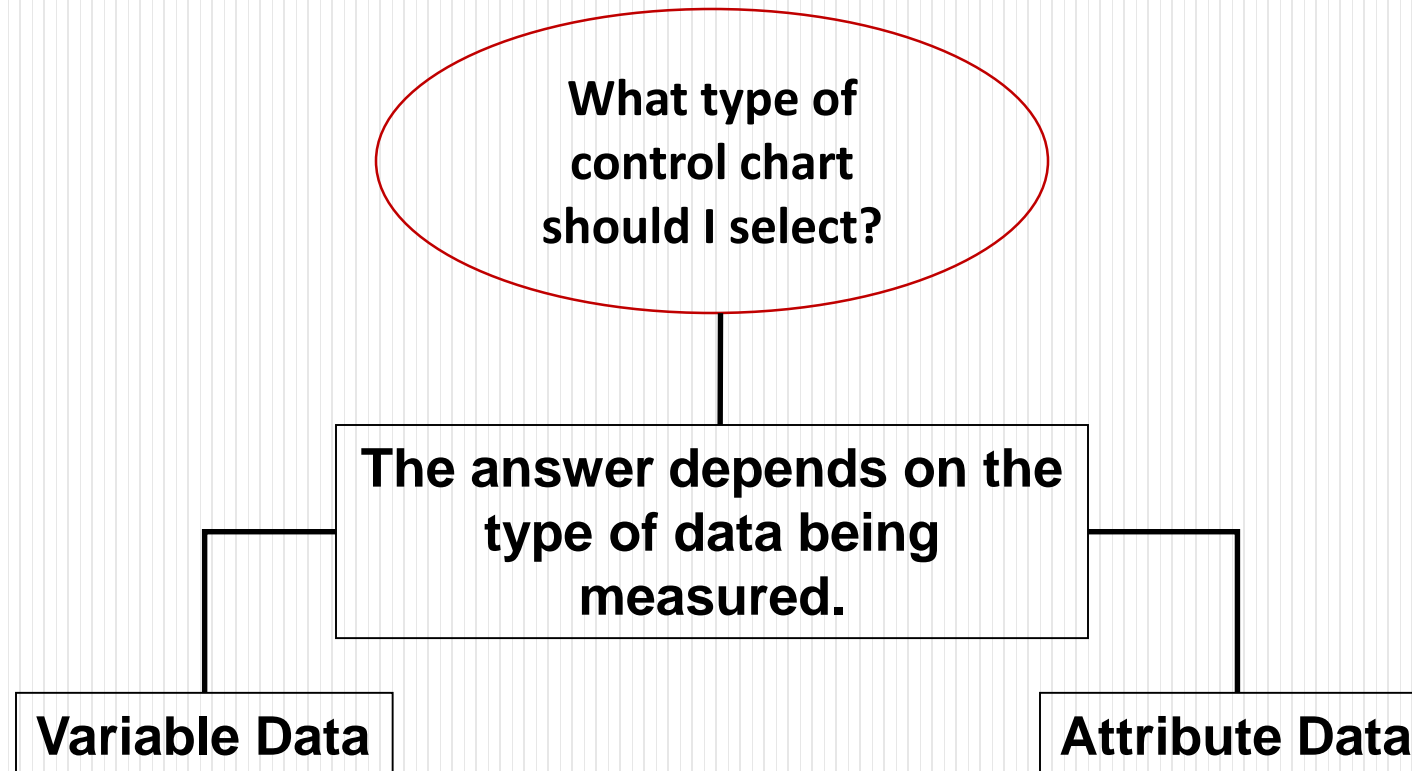 What type of
control chart
should I select?
The answer depends on the
type of data being
measured.
Variable Data
Attribute Data